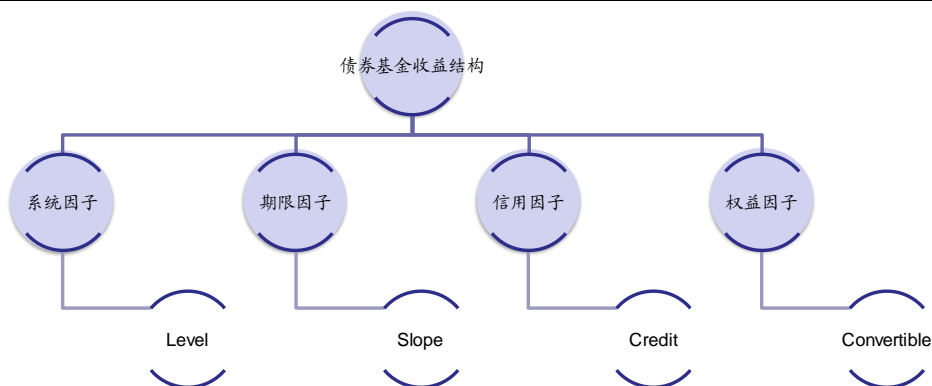 债券基金收益结构
系统因子
期限因子
信用因子
权益因子
Level
Slope
Credit
Convertible